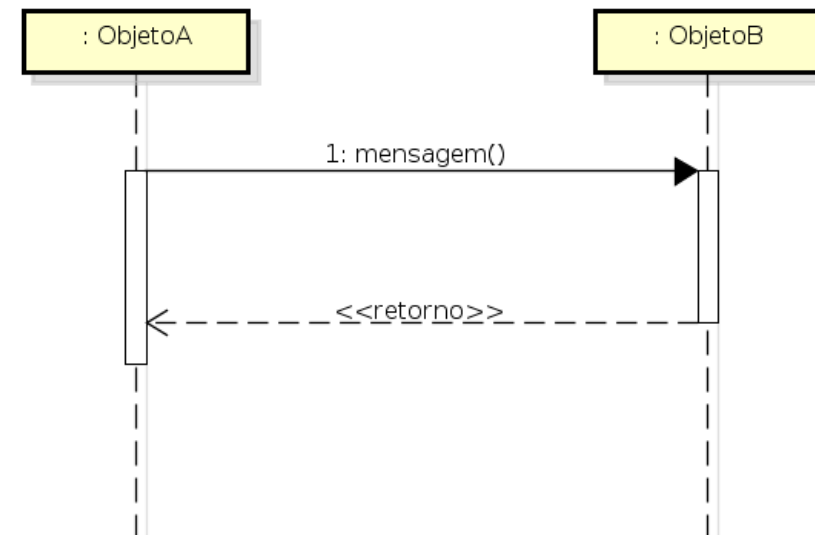 : ObjetoA
: ObjetoB
1: mensagem()
<<retorno>>